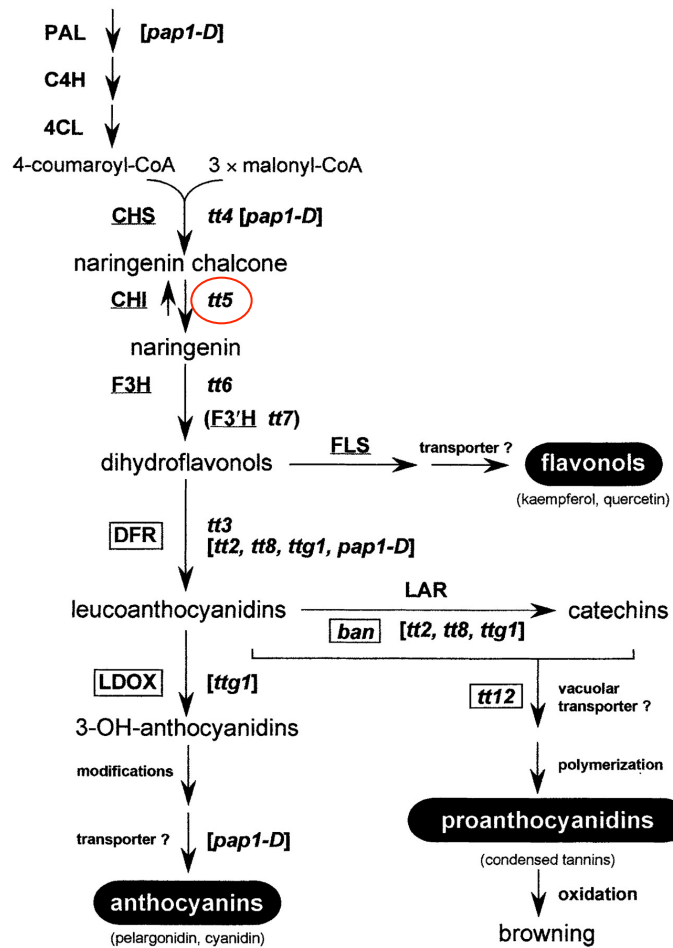 PAL [pap1-D]
C4H
4CL
4-coumaroyl-CoA 3 × malonyl-CoA
CHS tt4 [pap1-D]
naringenin chalcone
CHI tt5
naringenin
F3H tt6
(F3'H tt7)
dihydroflavonols FLS transporter ? flavonols
(kaempferol, quercetin)
DFR tt3
[tt2, tt8, ttg1, pap1-D]
LAR
leucoanthocyanidins catechins
ban [tt2, tt8, ttg1]
LDOX [ttg1]
tt12 vacuolar
transporter ?
3-OH-anthocyanidins
modifications
polymerization
proanthocyanidins
(condensed tannins)
transporter ? [pap1-D]
oxidation
anthocyanins
(pelargonidin, cyanidin)
browning